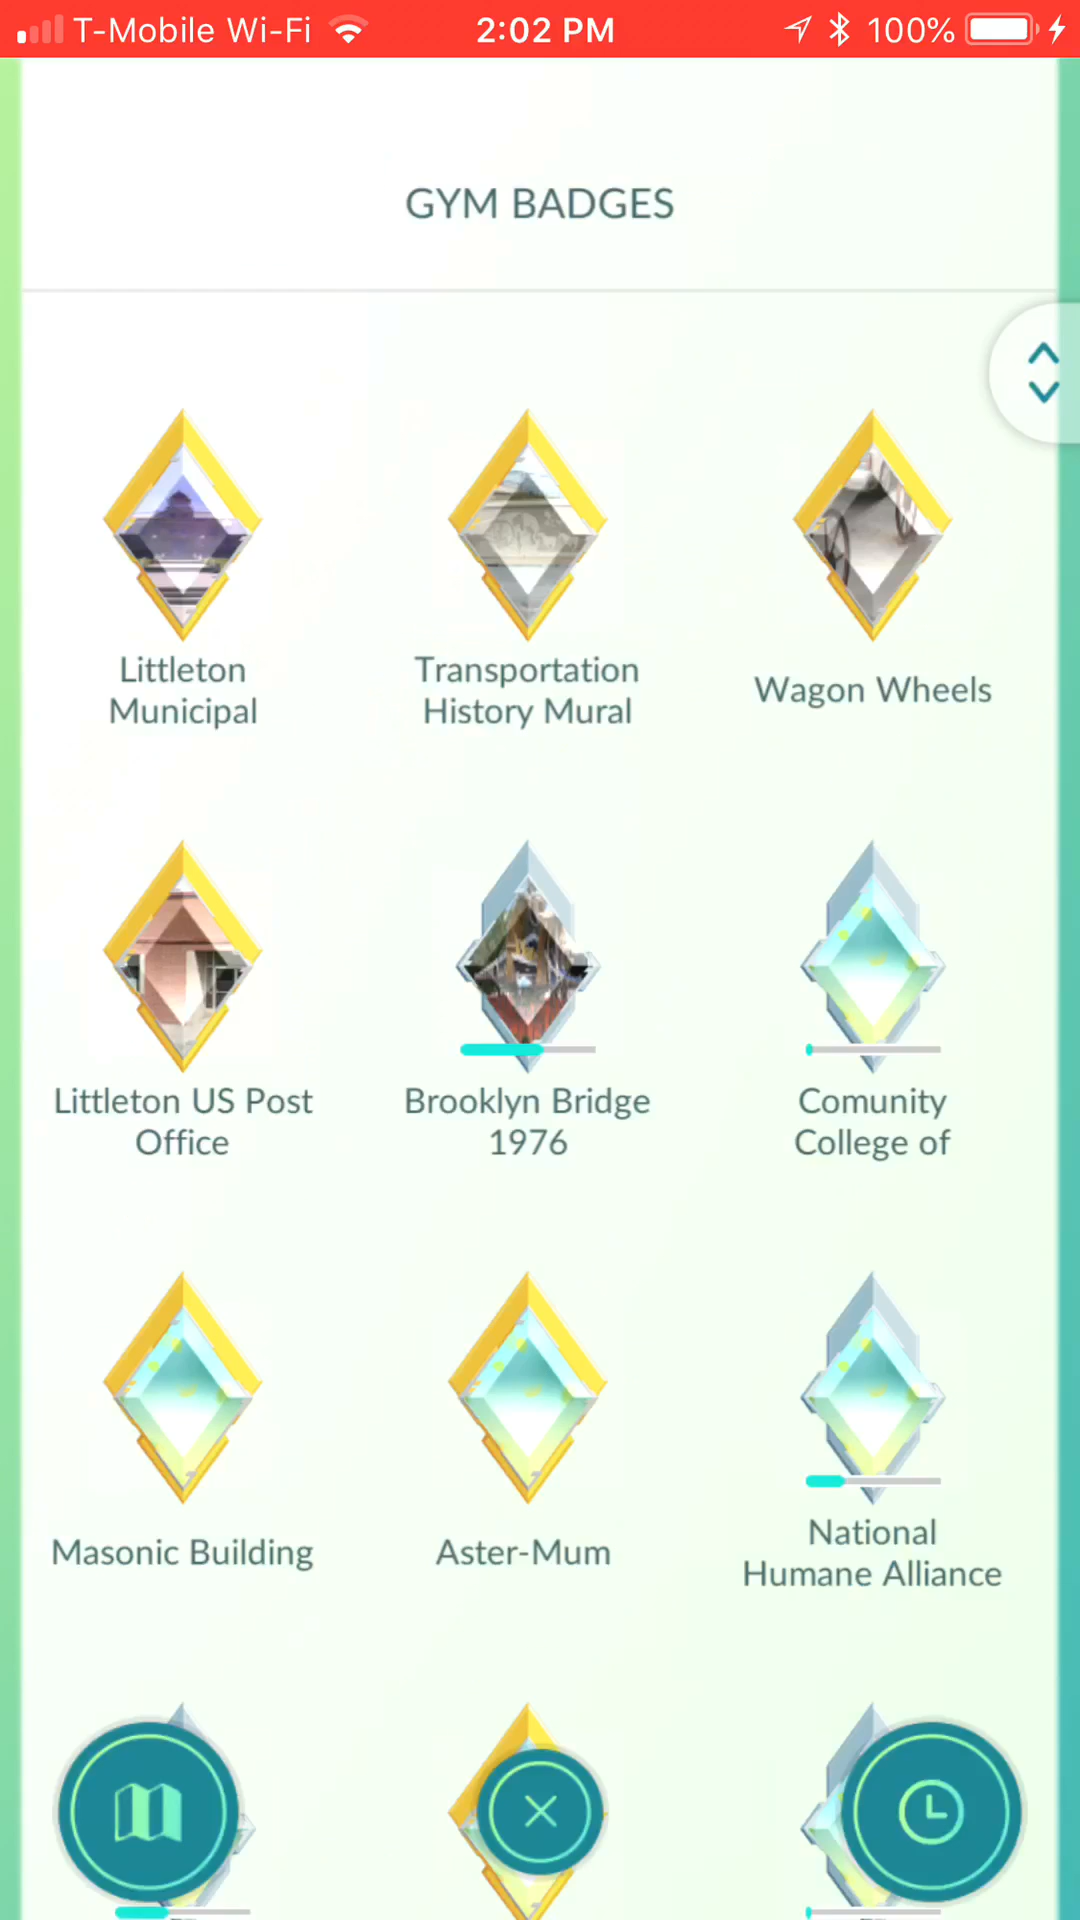 T-Mobile Wi-Fi 2:02 PM 100%
GYM BADGES
Littleton
Municipal
Transportation
History Mural
Wagon Wheels
Littleton US Post
Office
Brooklyn Bridge
1976
Comunity
College of
Masonic Building
Aster-Mum
National
Humane Alliance